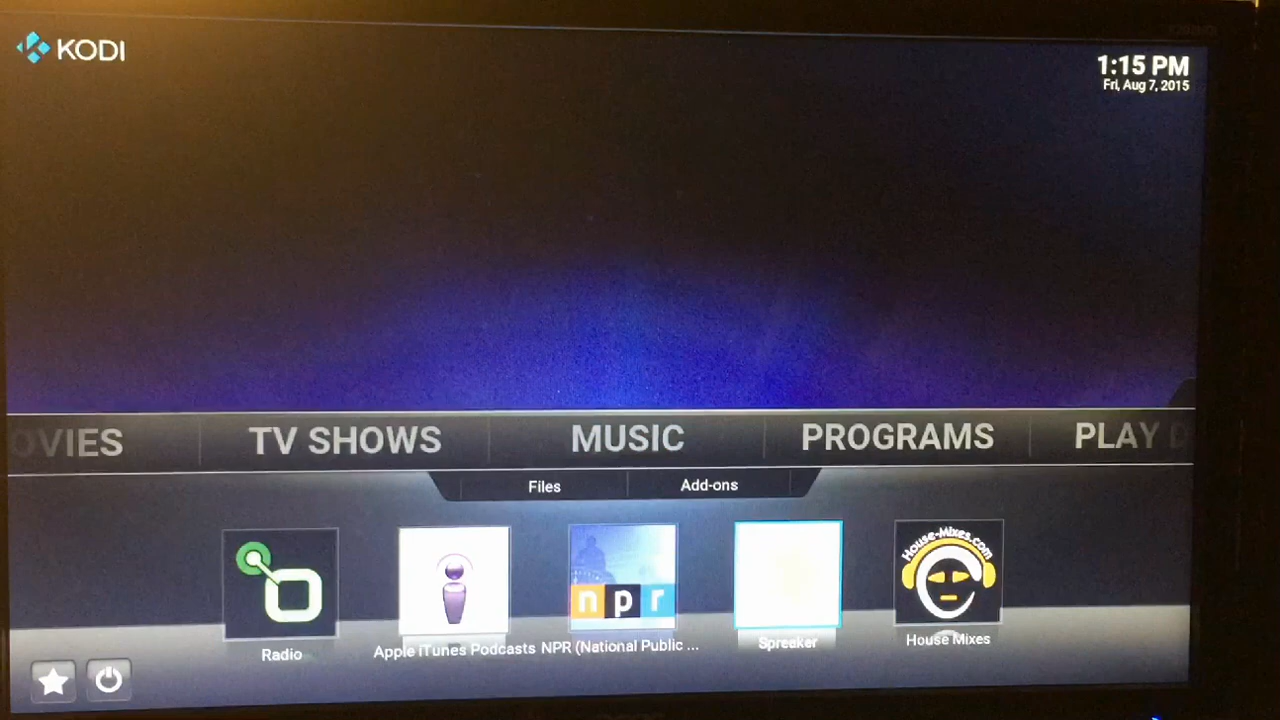 KODI
1:15 PM
Fri, Aug 7, 2015
OVIES TV SHOWS MUSIC PROGRAMS PLAY D
Files Add-ons
House-Mixes.com
npr
Radio Apple iTunes Podcasts NPR (National Public ... Spreaker House Mixes